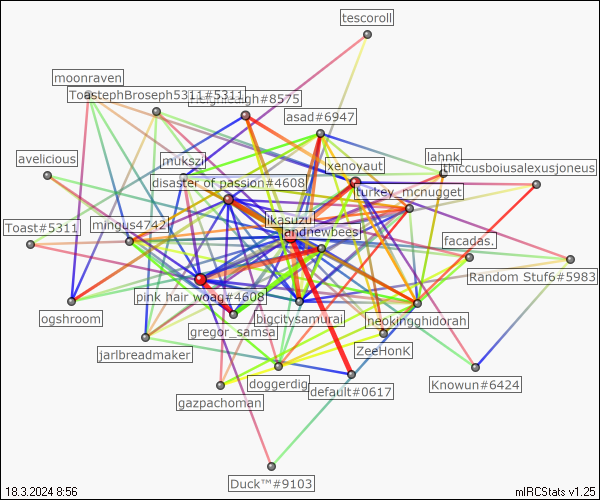 tescoroll
moonraven
ToastephBroseph5311#5311
#8575
asad#6947
avelicious
mukszi
xenoyaut
lahnk
thiccusboiusalexusjoneus
disaster of passion#4608
turkey_mcnugget
Toast#5311
mingus4742
ikasuzu
andnewbees
facadas.
Random Stuf6#5983
pink hair woag#4608
ogshroom
gregor_samsa
bigcitysamurai
neokingghidorah
jarlbreadmaker
ZeeHonK
gazpachoman
doggerdig
default#0617
Knowun#6424
Duck™#9103
18.3.2024 8:56
mIRCStats v1.25